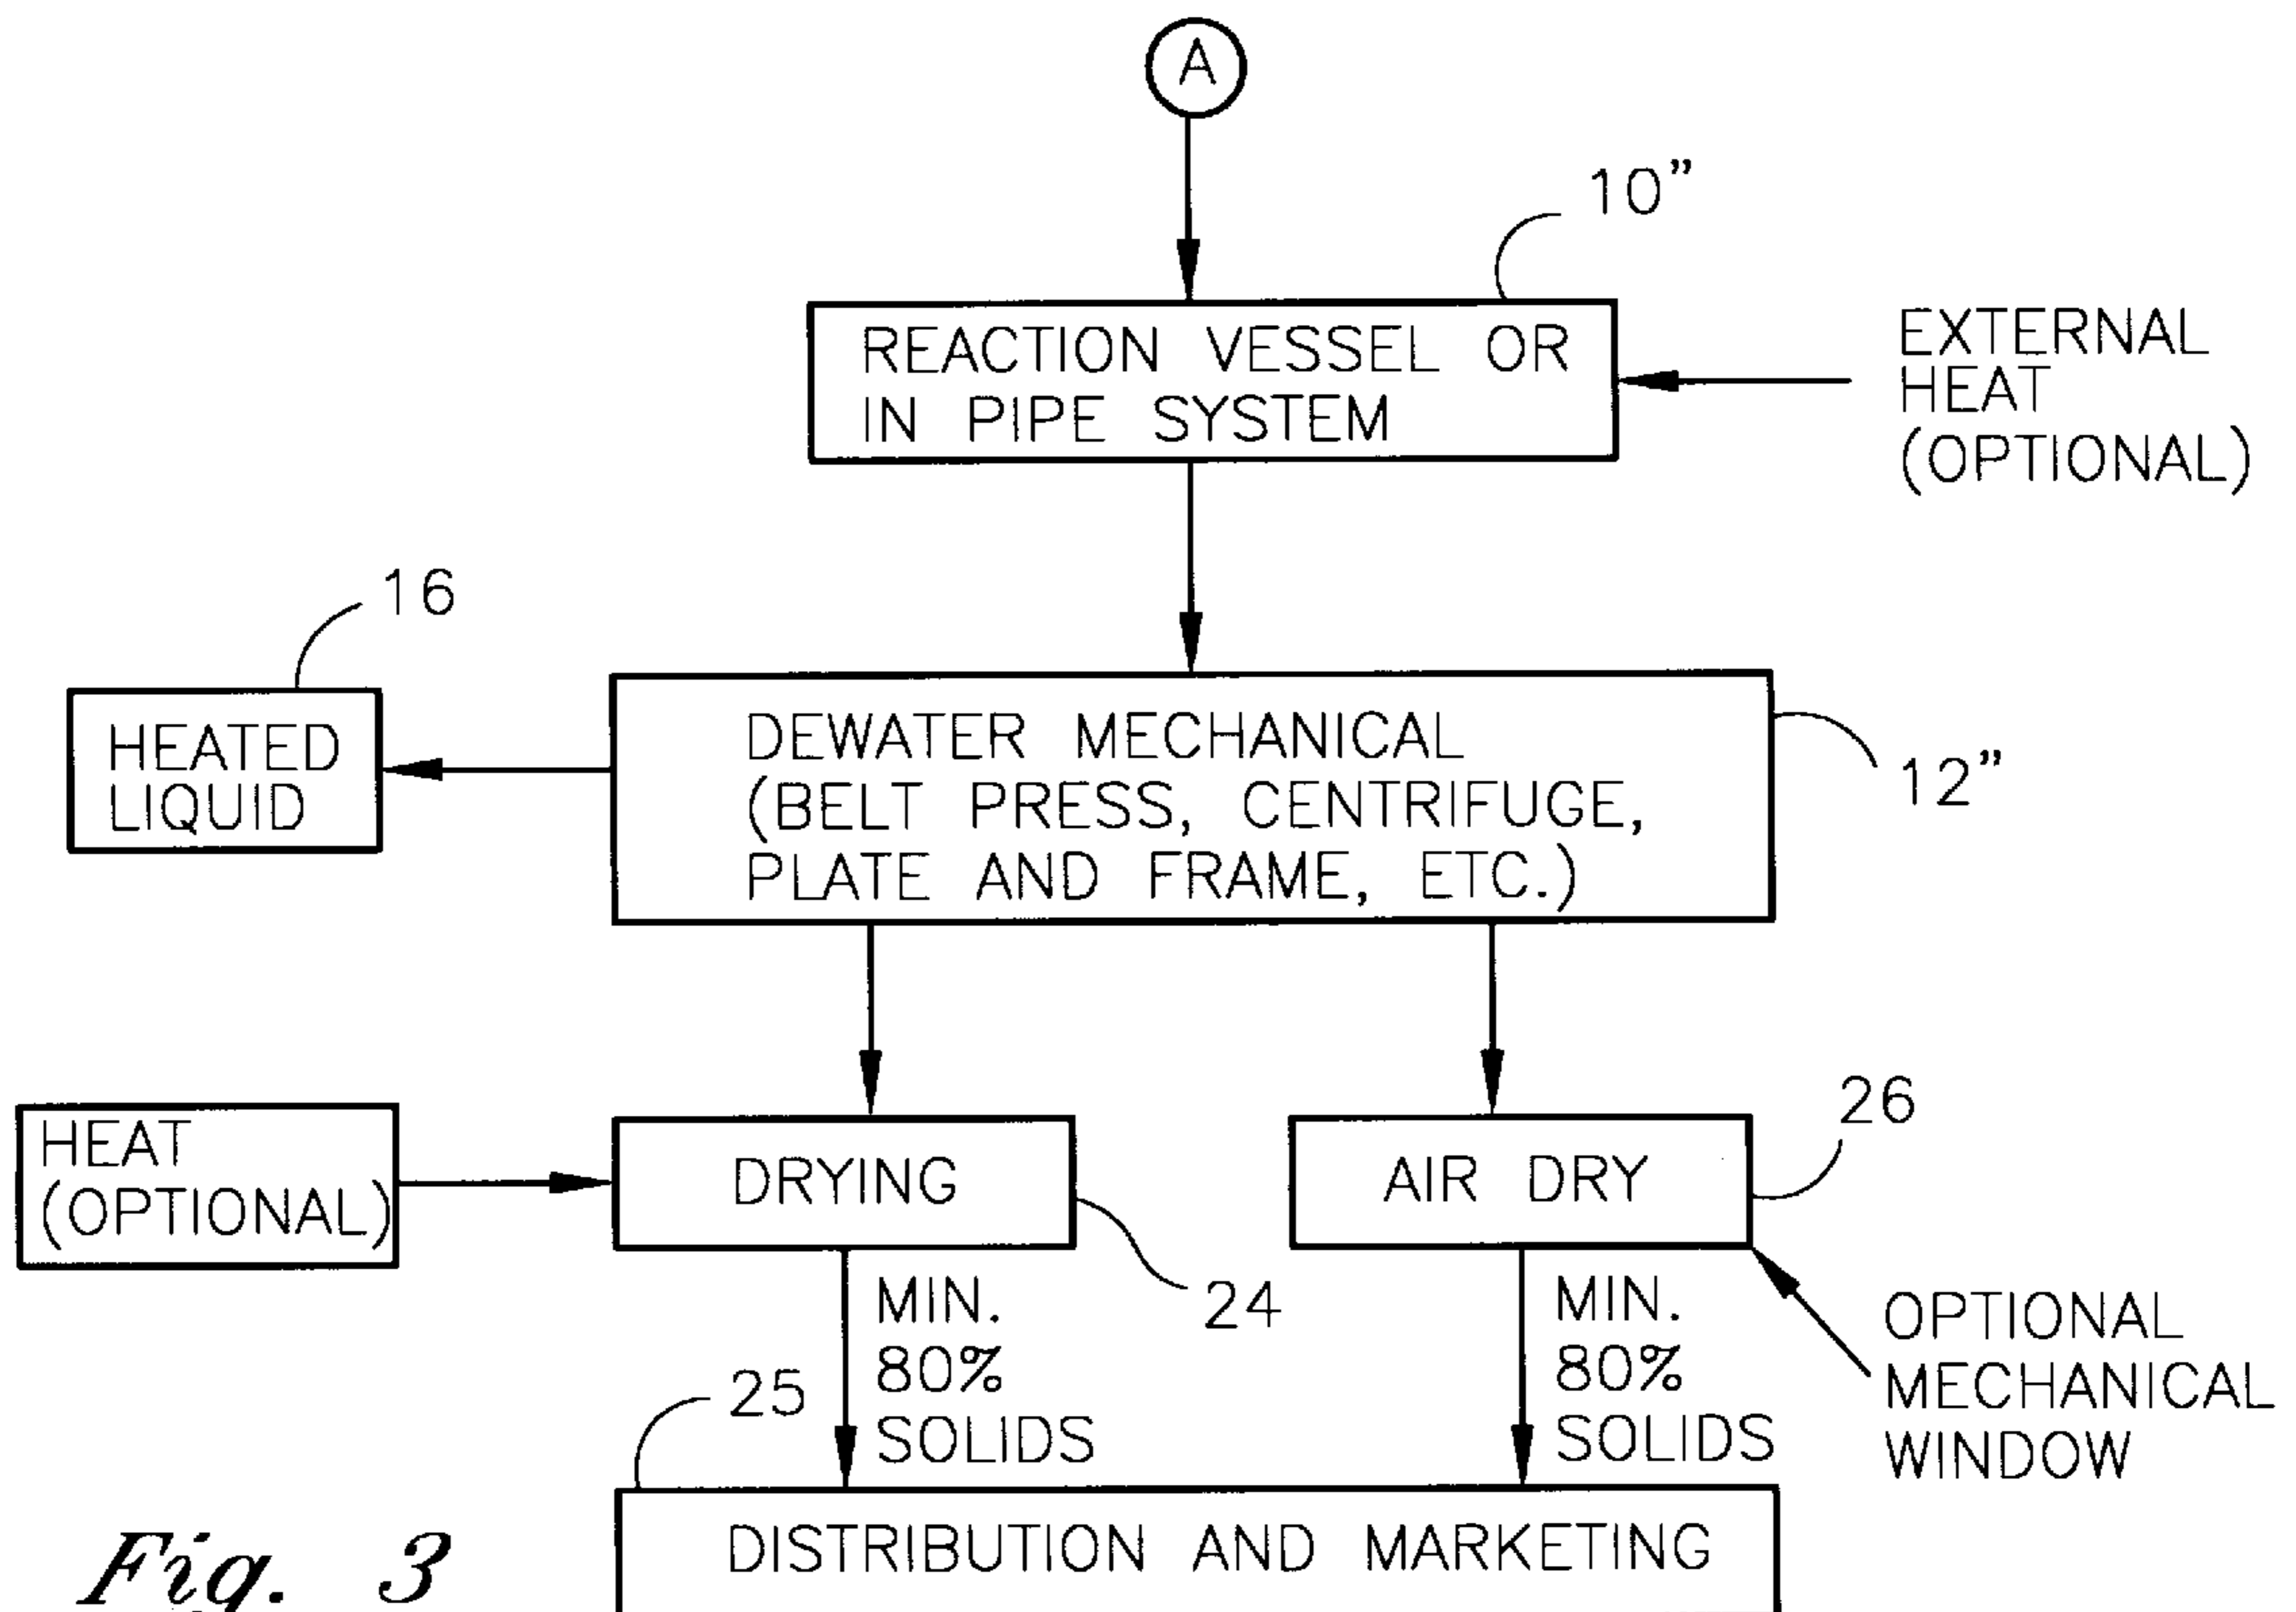 A
10”
REACTION VESSEL OR
IN PIPE SYSTEM
EXTERNAL
HEAT
(OPTIONAL)
16
HEATED
LIQUID
DEWATER MECHANICAL
(BELT PRESS, CENTRIFUGE,
PLATE AND FRAME, ETC.)
12”
HEAT
(OPTIONAL)
DRYING
24
AIR DRY
26
MIN.
80%
SOLIDS
MIN.
80%
SOLIDS
OPTIONAL
MECHANICAL
WINDOW
25
DISTRIBUTION AND MARKETING
Fig. 3